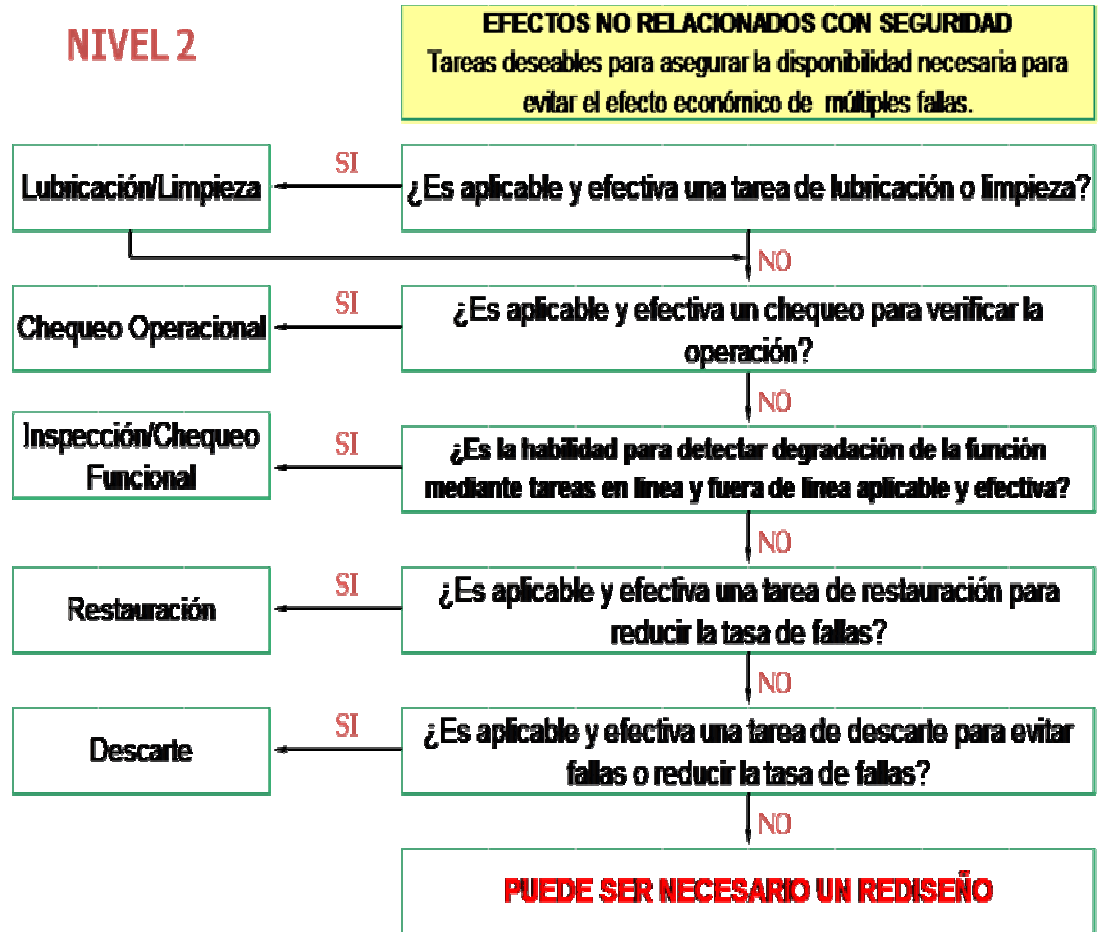 NIVEL 2
EFECTOS NO RELACIONADOS CON SEGURIDAD
Tareas deseables para asegurar la disponibilidad necesaria para
evitar el efecto económico de múltiples fallas.
Lubricación/Limpieza
SI
¿Es aplicable y efectiva una tarea de lubricación o limpieza?
NO
Chequeo Operacional
SI
¿Es aplicable y efectiva un chequeo para verificar la
operación?
NO
Inspección/Chequeo
Funcional
SI
¿Es la habilidad para detectar degradación de la función
mediante tareas en linea y fuera de linea aplicable y efectiva?
NO
Restauración
SI
¿Es aplicable y efectiva una tarea de restauración para
reducir la tasa de fallas?
NO
Descarte
SI
¿Es aplicable y efectiva una tarea de descarte para evitar
fallas o reducir la tasa de fallas?
NO
PUEDE SER NECESARIO UN REDISEÑO